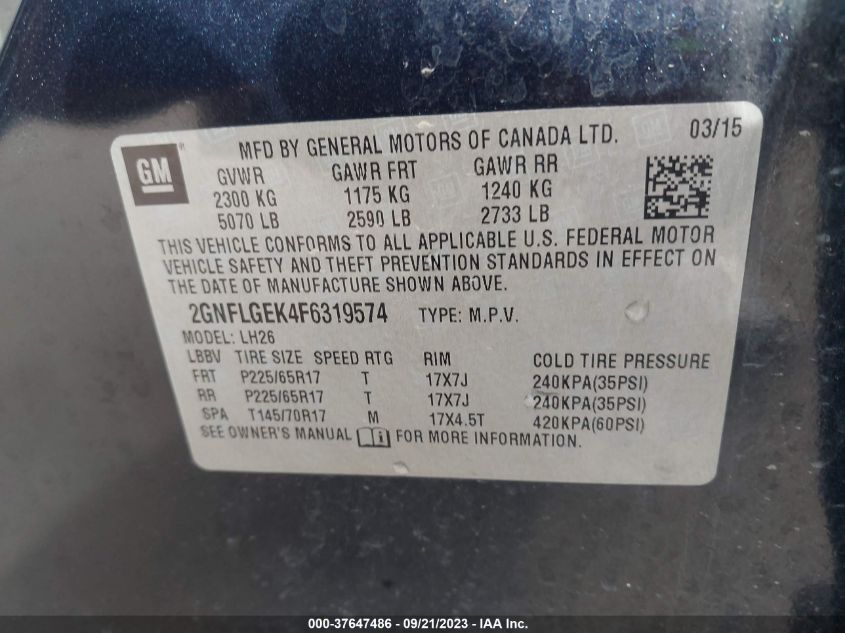 GM
MFD BY GENERAL MOTORS OF CANADA LTD. 03/15
GVWR GAWR FRT GAWR RR
2300 KG 1175 KG 1240 KG
5070 LB 2590 LB 2733 LB
THIS VEHICLE CONFORMS TO ALL APPLICABLE U.S. FEDERAL MOTOR
VEHICLE SAFETY AND THEFT PREVENTION STANDARDS IN EFFECT ON
THE DATE OF MANUFACTURE SHOWN ABOVE.
2GNFLGEK4F6319574 TYPE: M.P.V.
MODEL: LH26
LBBV TIRE SIZE SPEED RTG RIM COLD TIRE PRESSURE
FRT P225/65R17 T 17X7J 240KPA(35PSI)
RR P225/65R17 T 17X7J 240KPA(35PSI)
SPA T145/70R17 M 17X4.5T 420KPA(60PSI)
SEE OWNER'S MANUAL FOR MORE INFORMATION.
000-37647486 - 09/21/2023 - IAA Inc.